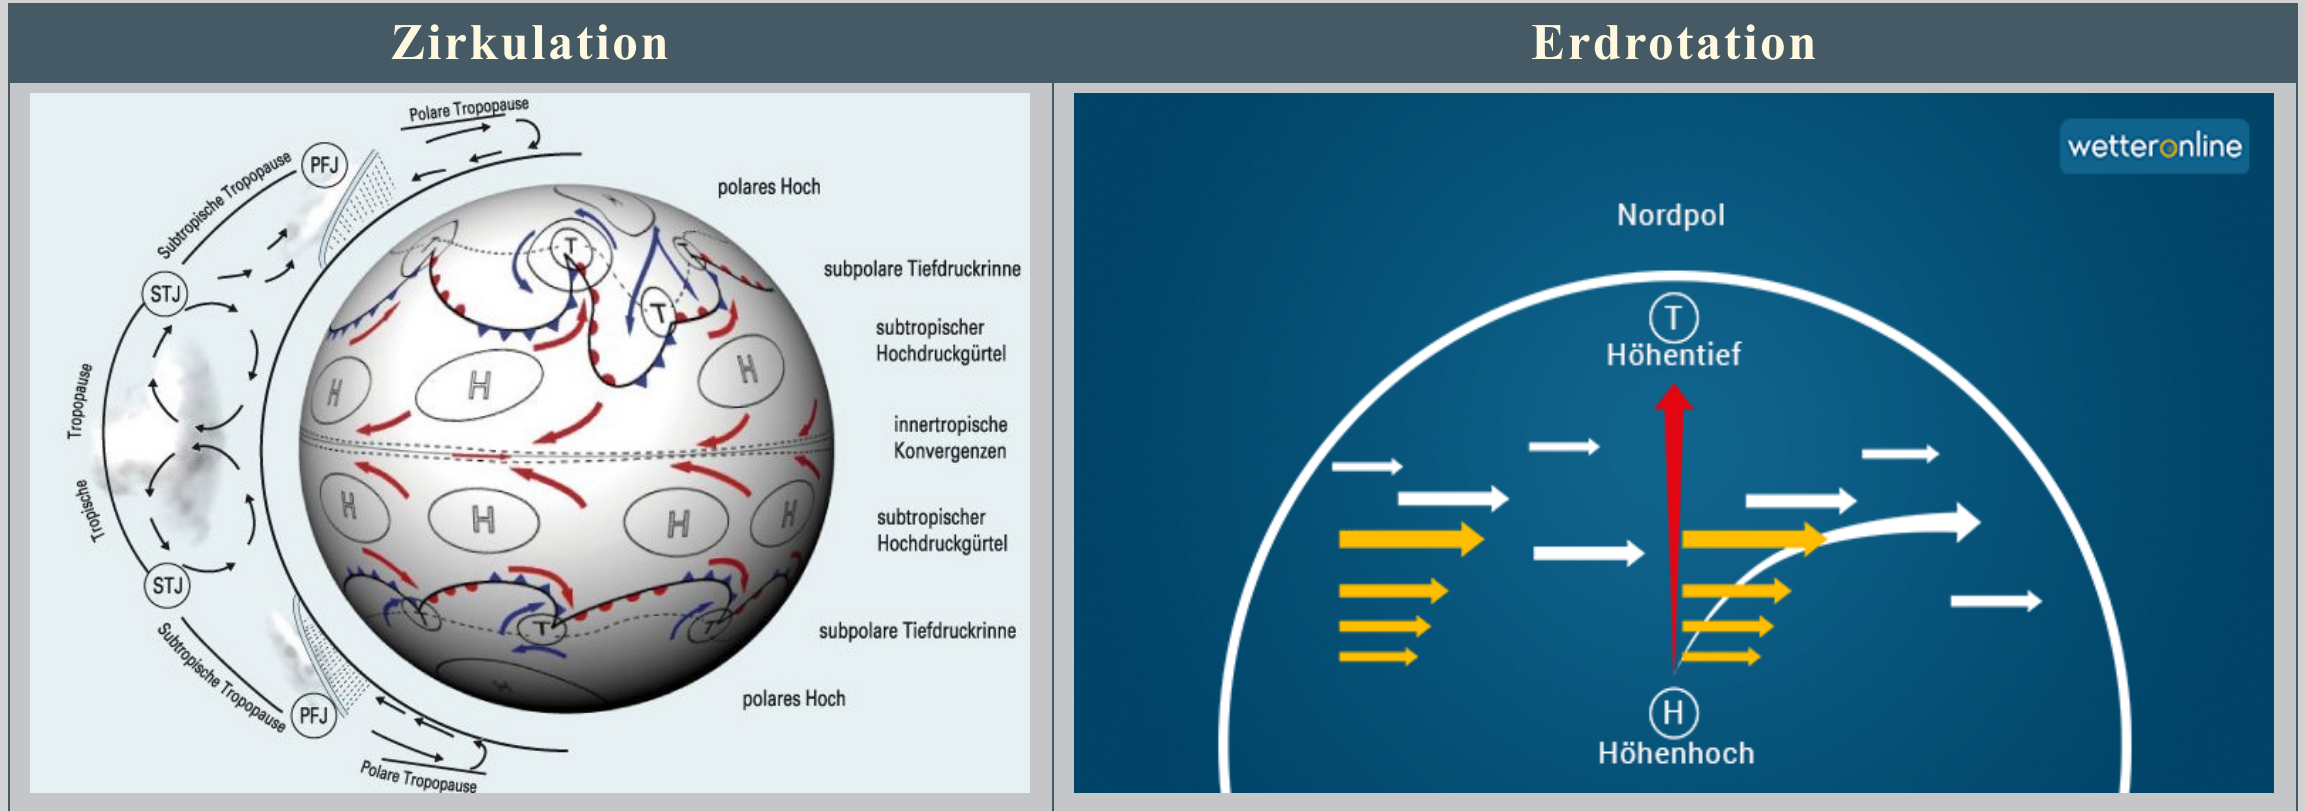 Zirkulation
Erdrotation
Polare Tropopause
PFJ
Subtropische Tropopause
STJ
Tropopause
Tropische
STJ
Subtropische Tropopause
PFJ
Polare Tropopause
T
T
T
H
H
H
H
H
H
H
T
T
T
H
polares Hoch
subpolare Tiefdruckrinne
subtropischer
Hochdruckgürtel
innertropische
Konvergenzen
subtropischer
Hochdruckgürtel
subpolare Tiefdruckrinne
polares Hoch
wetteronline
Nordpol
T
Höhentief
H
Höhenhoch